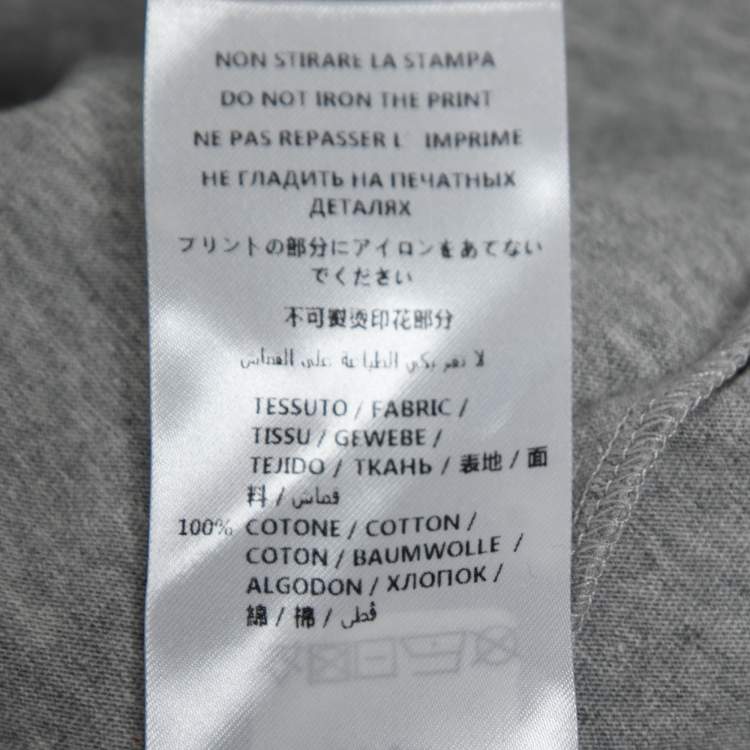 NON STIRARE LA STAMPA
DO NOT IRON THE PRINT
NE PAS REPASSER L' IMPRIME
НЕ ГЛАДИТЬ НА ПЕЧАТНЫХ
ДЕТАЛЯХ
プリントの部分にアイロンをあてない
でください
不可熨烫印花部分
لا على
TESSUTO / FABRIC /
TISSU / GEWEBE /
TEJIDO / ТКАНЬ / 表地 / 面
料 / قماش
100% COTONE / COTTON /
COTON / BAUMWOLLE /
ALGODON / ХЛОПОК /
綿 / 棉 / قطن